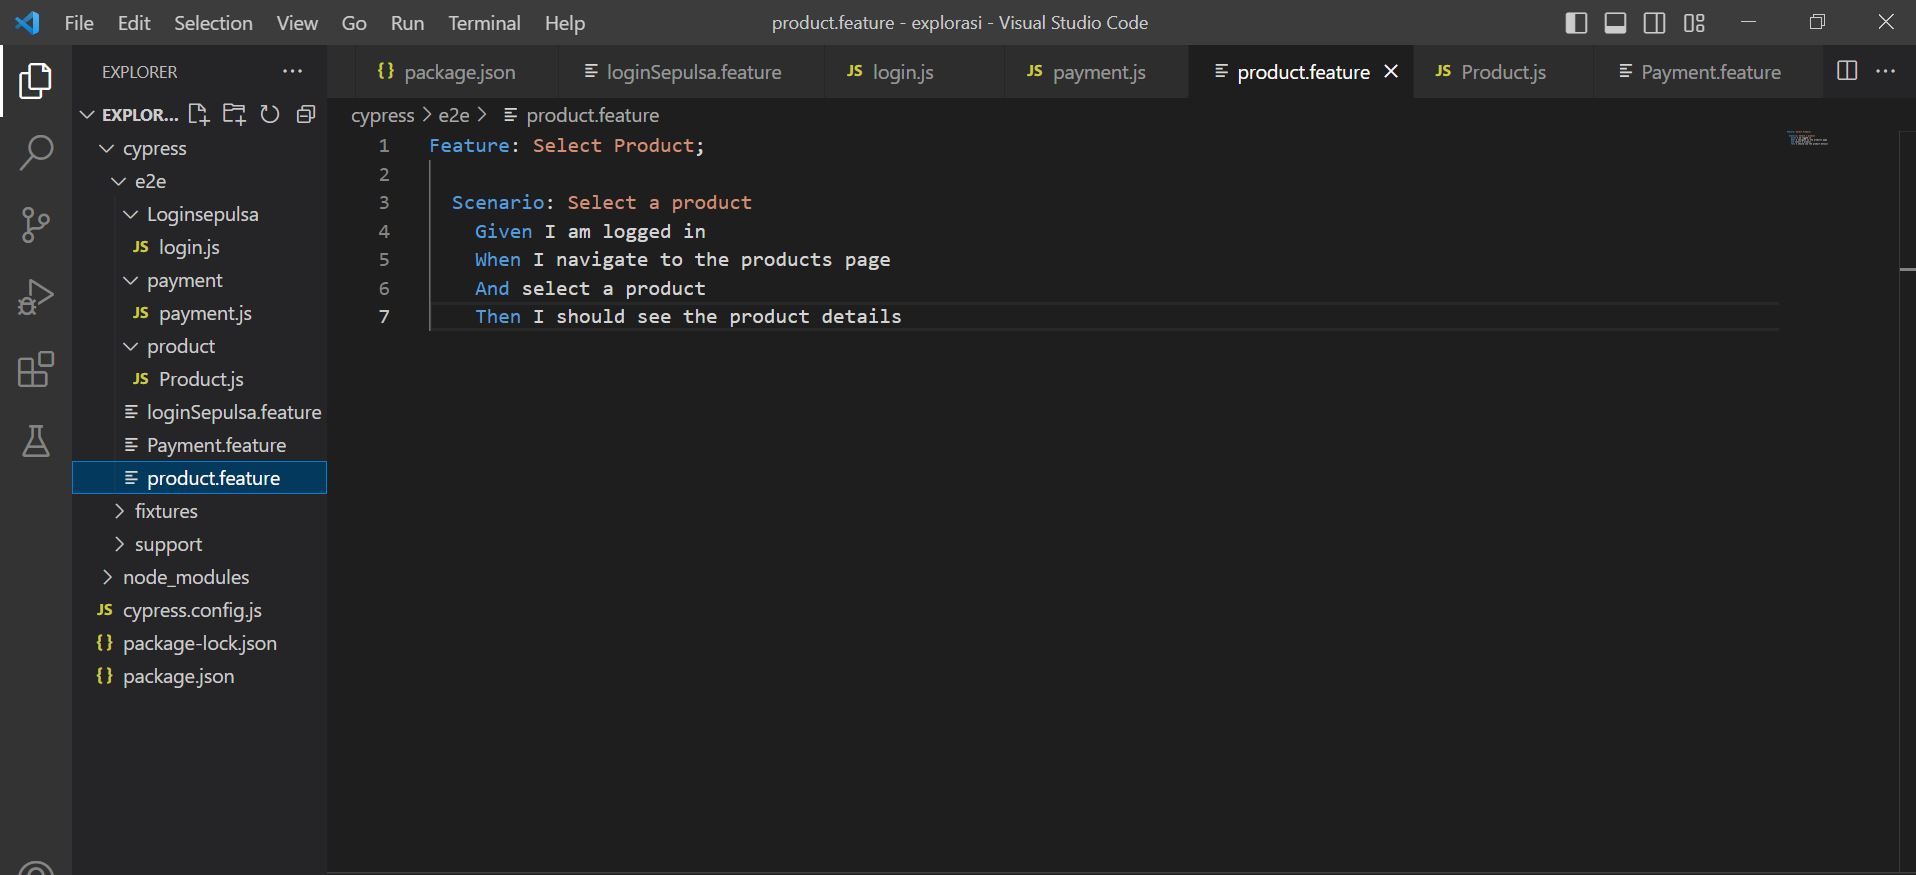 File Edit Selection View Go Run Terminal Help product.feature - explorasi - Visual Studio Code
EXPLORER
EXPLOR...
cypress
e2e
Loginsepulsa
JS login.js
payment
JS payment.js
product
JS Product.js
loginSepulsa.feature
Payment.feature
product.feature
fixtures
support
node_modules
JS cypress.config.js
{} package-lock.json
{} package.json
{} package.json loginSepulsa.feature JS login.js JS payment.js product.feature JS Product.js Payment.feature
cypress > e2e > product.feature
1 Feature: Select Product;
2
3 Scenario: Select a product
4 Given I am logged in
5 When I navigate to the products page
6 And select a product
7 Then I should see the product details